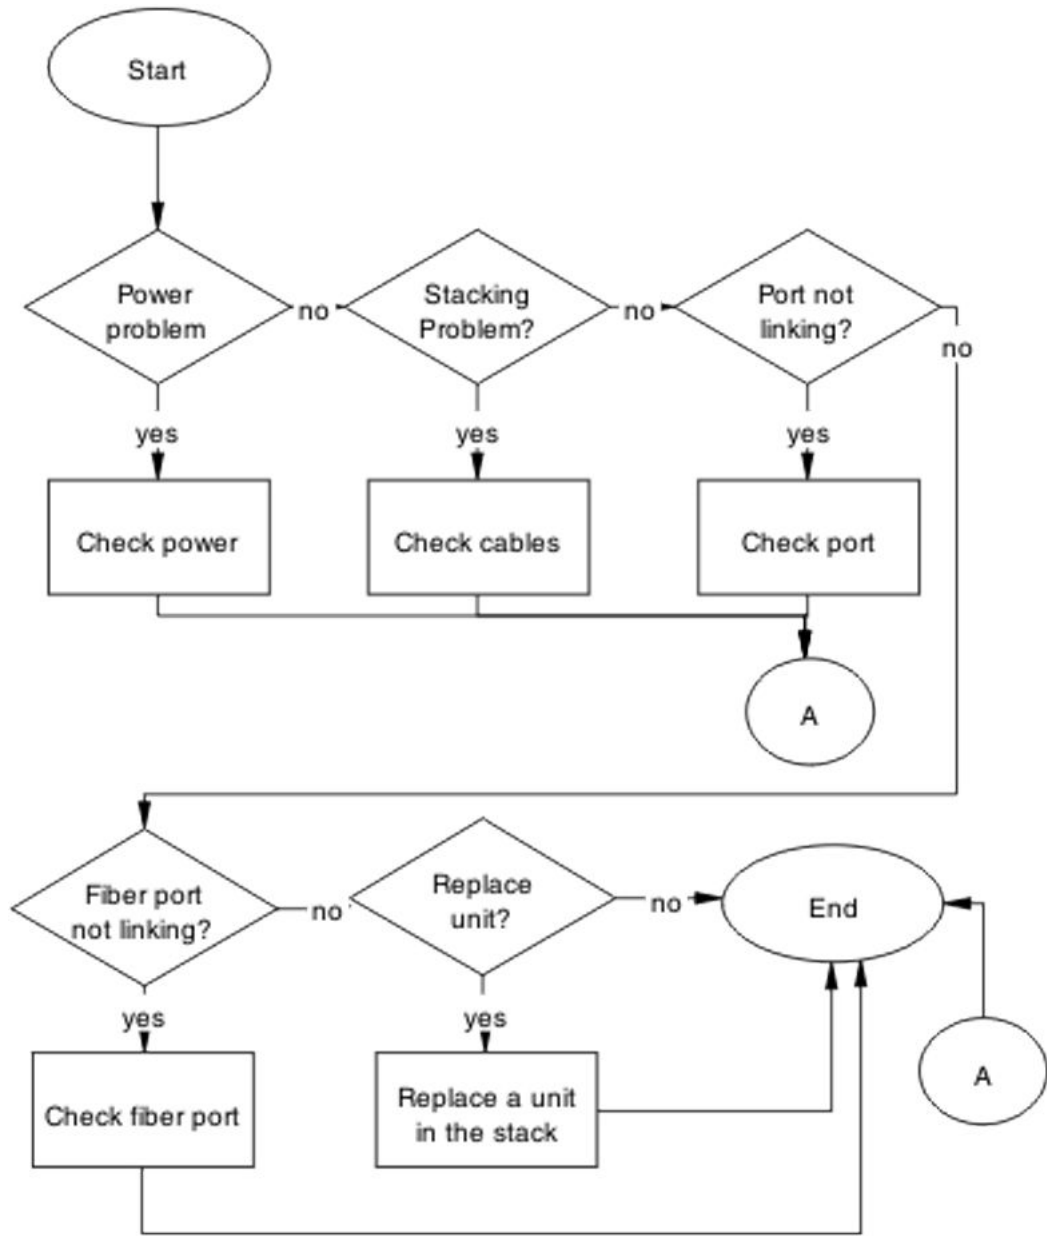 Start
Power
problem
no
Stacking
Problem?
no
Port not
linking?
no
yes
yes
yes
Check power
Check cables
Check port
A
Fiber port
not linking?
no
Replace
unit?
no
End
yes
yes
A
Check fiber port
Replace a unit
in the stack